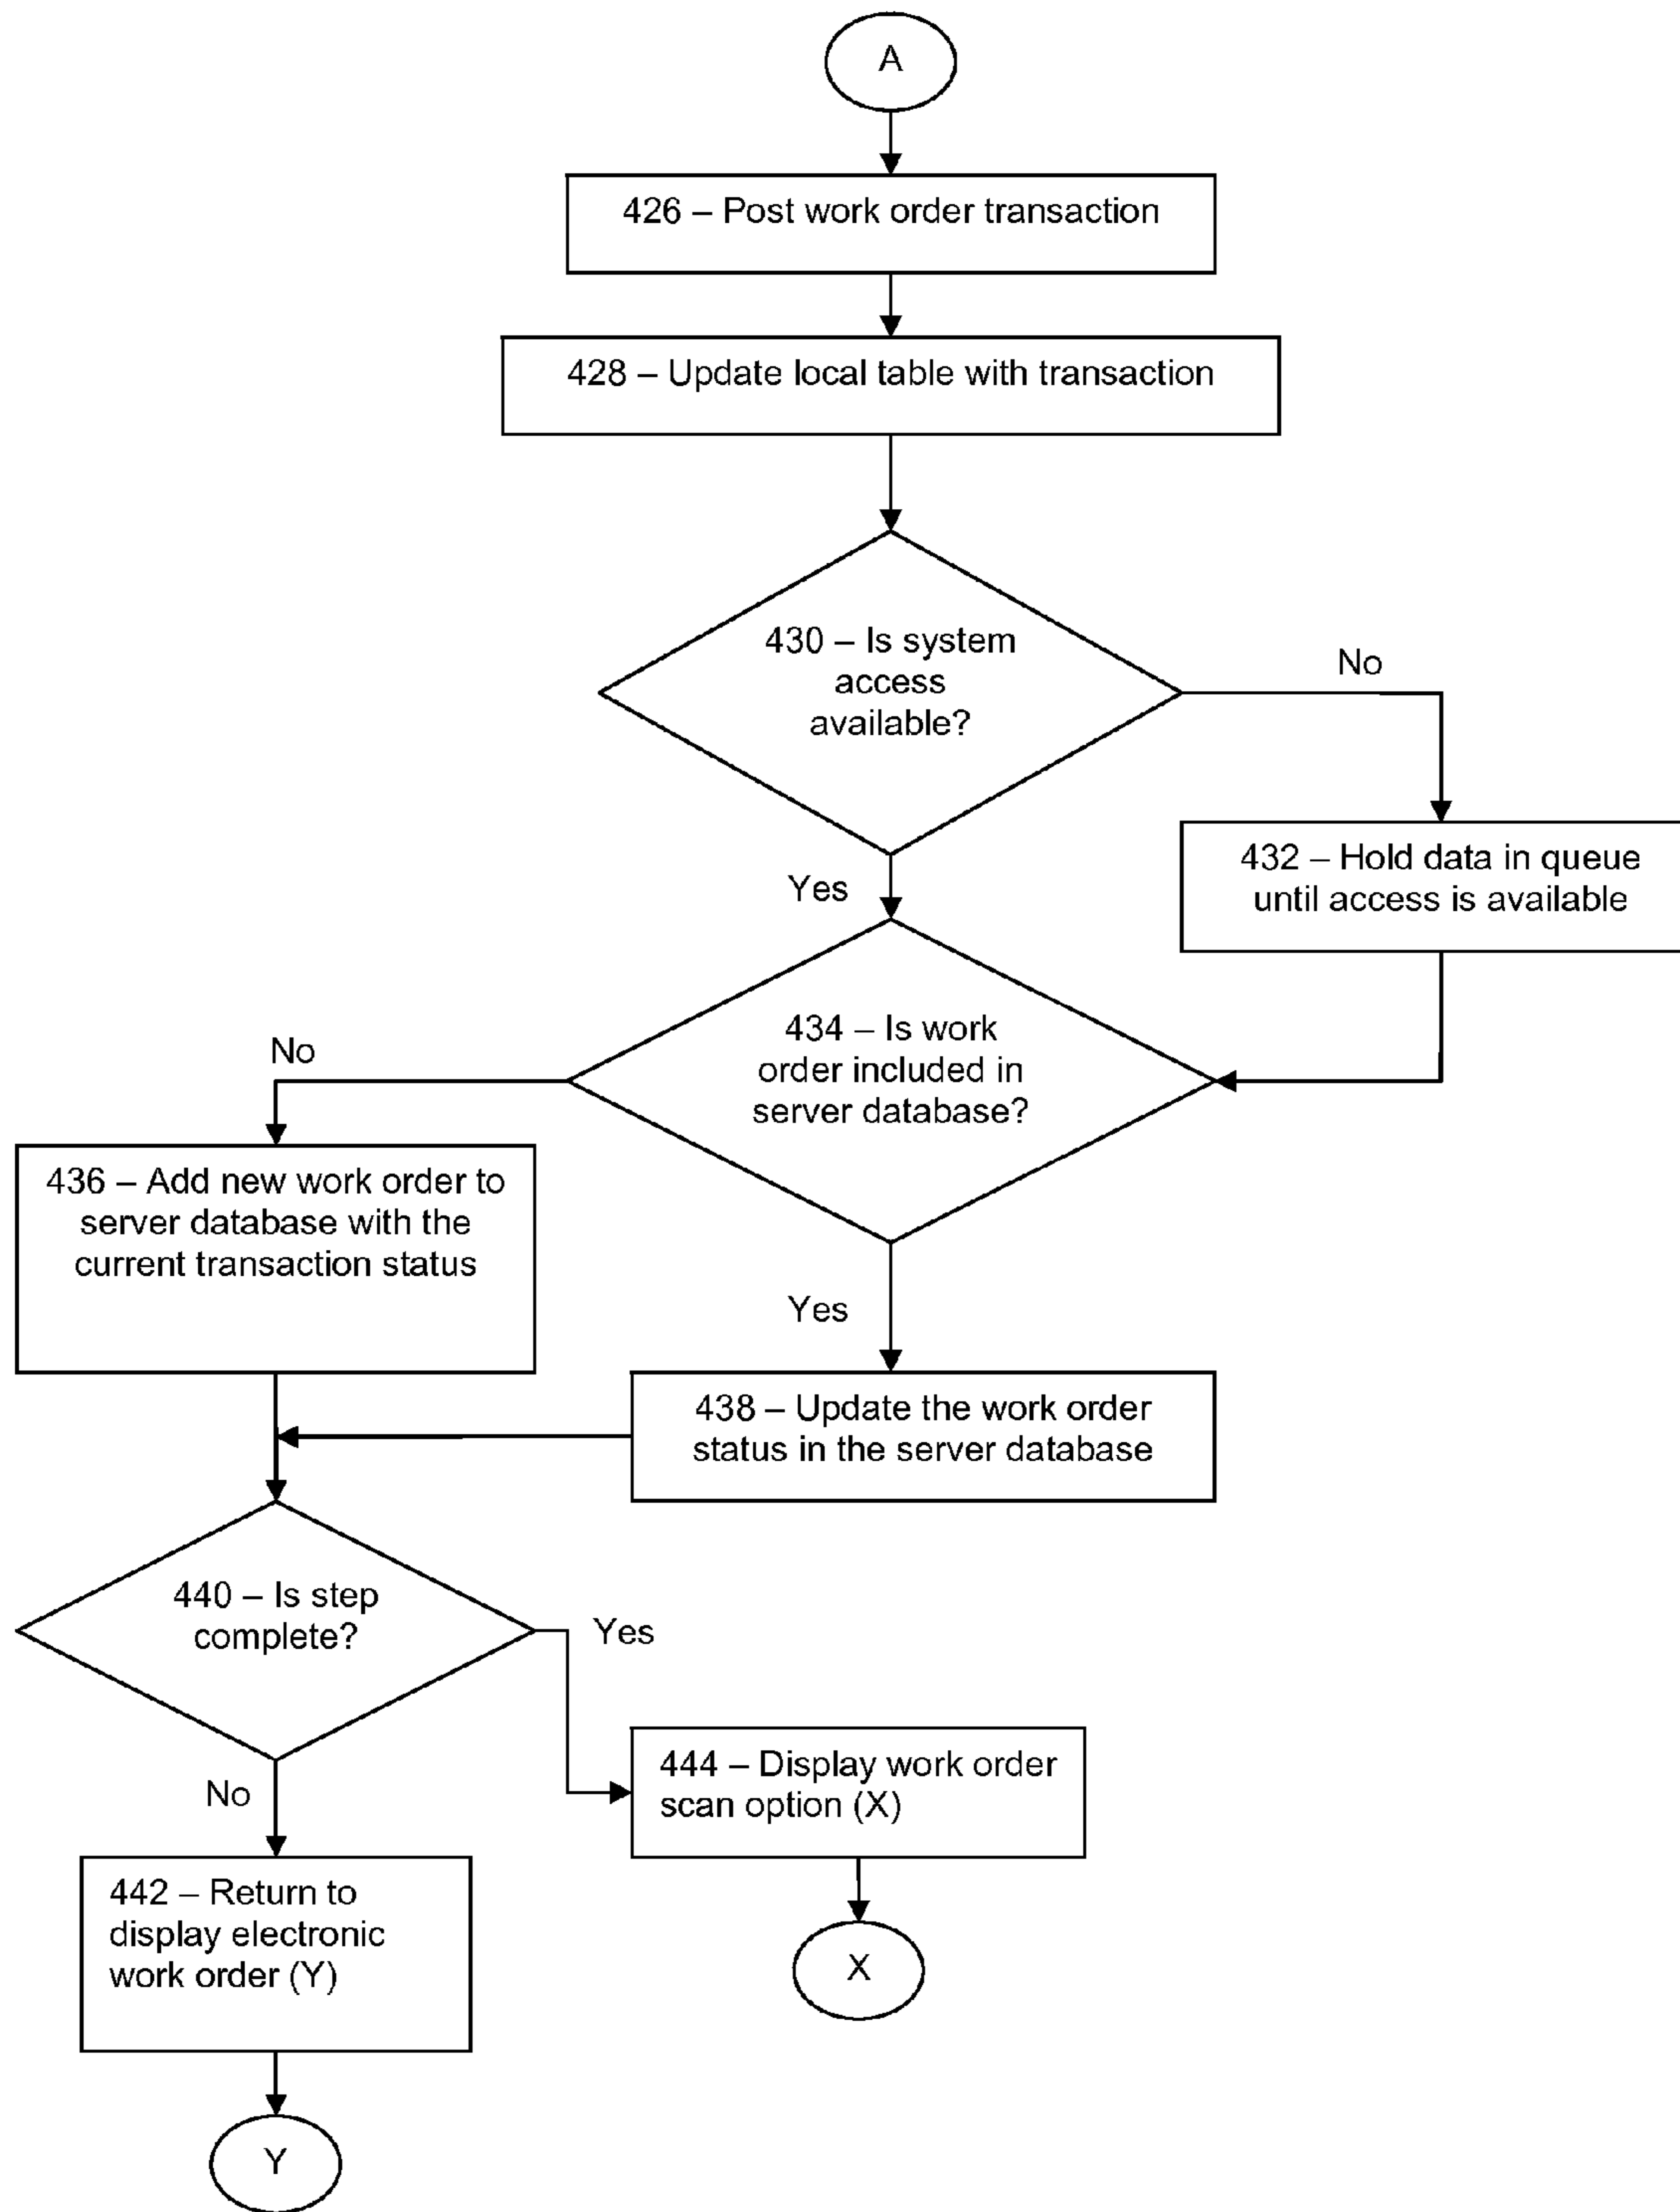 A
426 – Post work order transaction
428 – Update local table with transaction
430 – Is system
access
available?
No
432 – Hold data in queue
until access is available
Yes
434 – Is work
order included in
server database?
No
436 – Add new work order to
server database with the
current transaction status
Yes
438 – Update the work order
status in the server database
440 – Is step
complete?
Yes
444 – Display work order
scan option (X)
No
442 – Return to
display electronic
work order (Y)
X
Y